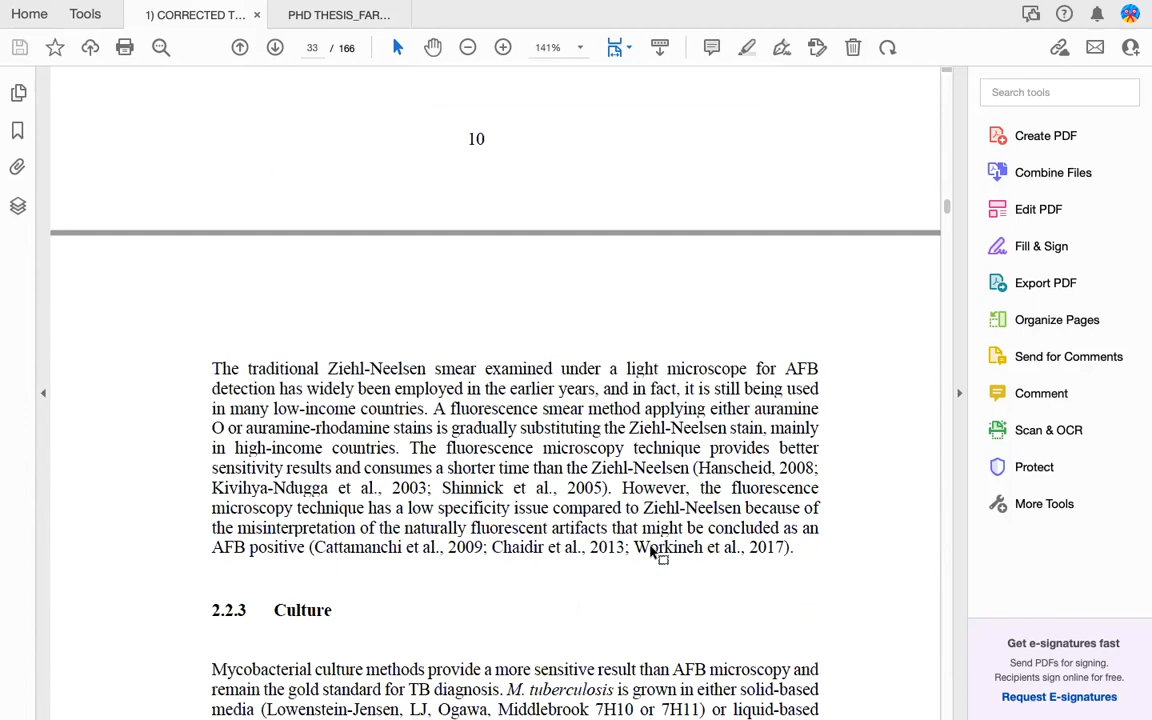 Home
Tools
1) CORRECTED T...
×
PHD THESIS_FAR...
33 / 166
141%
10
The traditional Ziehl-Neelsen smear examined under a light microscope for AFB
detection has widely been employed in the earlier years, and in fact, it is still being used
in many low-income countries. A fluorescence smear method applying either auramine
O or auramine-rhodamine stains is gradually substituting the Ziehl-Neelsen stain, mainly
in high-income countries. The fluorescence microscopy technique provides better
sensitivity results and consumes a shorter time than the Ziehl-Neelsen (Hanscheid, 2008;
Kivihya-Ndugga et al., 2003; Shinnick et al., 2005). However, the fluorescence
microscopy technique has a low specificity issue compared to Ziehl-Neelsen because of
the misinterpretation of the naturally fluorescent artifacts that might be concluded as an
AFB positive (Cattamanchi et al., 2009; Chaidir et al., 2013; Workineh et al., 2017).
2.2.3 Culture
Mycobacterial culture methods provide a more sensitive result than AFB microscopy and
remain the gold standard for TB diagnosis. M. tuberculosis is grown in either solid-based
media (Lowenstein-Jensen, LJ, Ogawa, Middlebrook 7H10 or 7H11) or liquid-based
Search tools
Create PDF
Combine Files
Edit PDF
Fill & Sign
Export PDF
Organize Pages
Send for Comments
Comment
Scan & OCR
Protect
More Tools
Get e-signatures fast
Send PDFs for signing.
Recipients sign online for free.
Request E-signatures